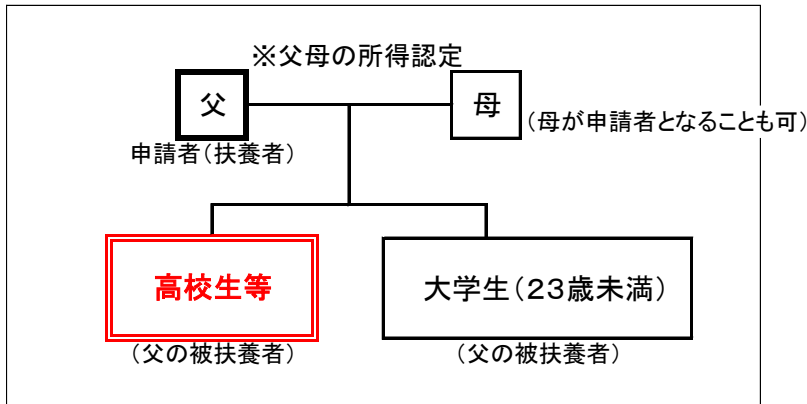 ※父母の所得認定
父
母
(母が申請者となることも可)
申請者(扶養者)
高校生等
大学生(23歳未満)
(父の被扶養者)
(父の被扶養者)